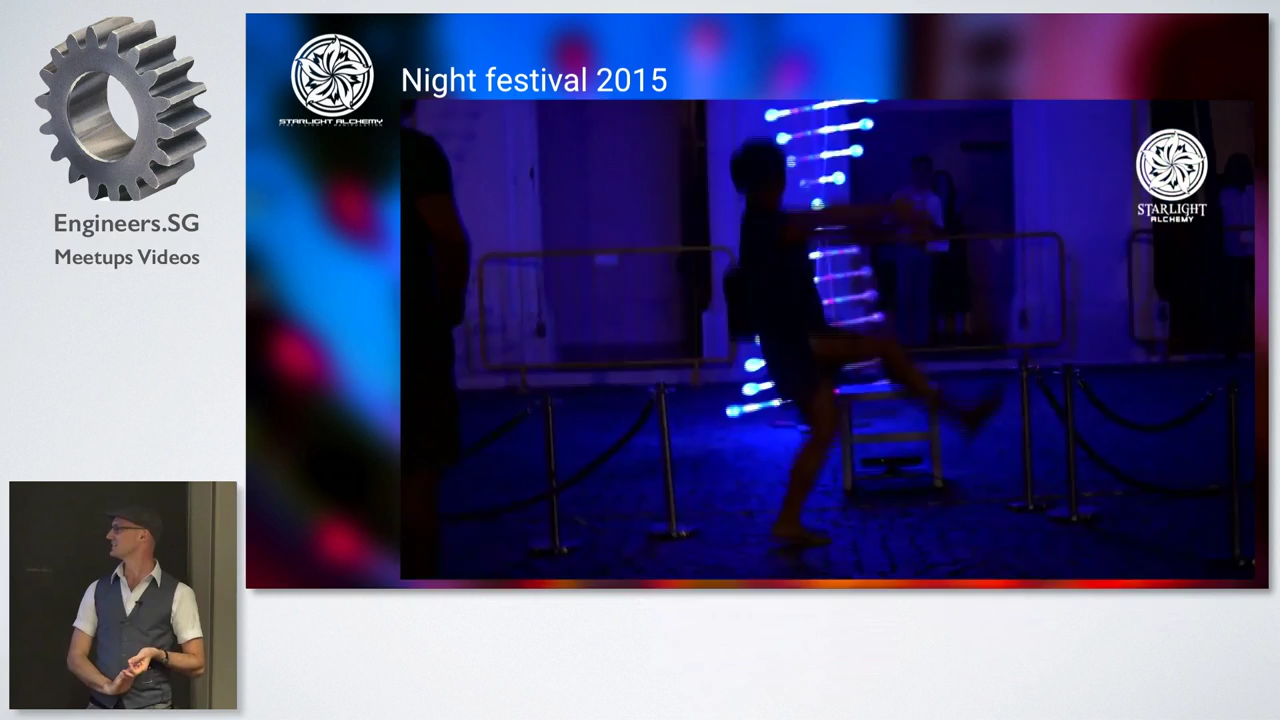 Engineers.SG
Meetups Videos
Night festival 2015
STARLIGHT ALCHEMY
STARLIGHT
ALCHEMY